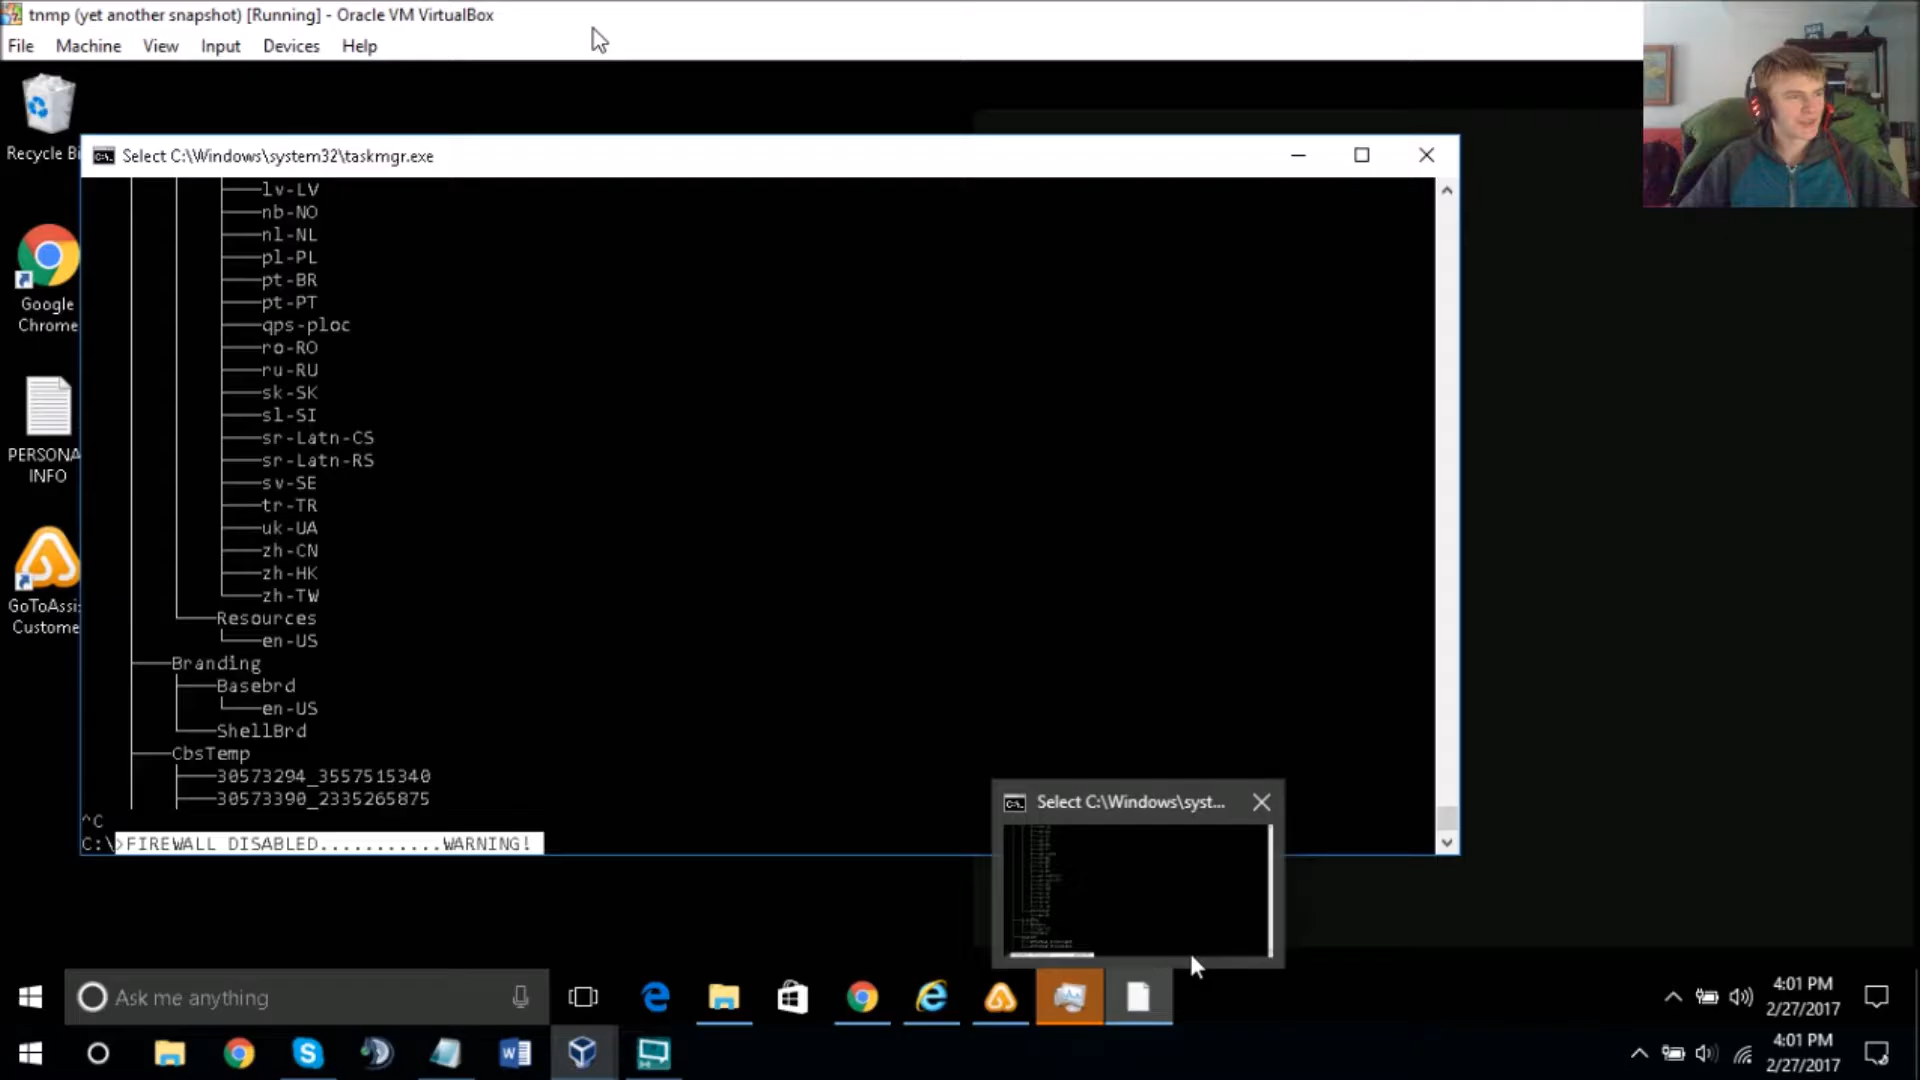 tnmp (yet another snapshot) [Running] - Oracle VM VirtualBox
File Machine View Input Devices Help
Recycle Bi
Select C:\Windows\system32\taskmgr.exe
lv-LV
nb-NO
nl-NL
pl-PL
pt-BR
pt-PT
qps-ploc
ro-RO
ru-RU
sk-SK
sl-SI
sr-Latn-CS
sr-Latn-RS
sv-SE
tr-TR
uk-UA
zh-CN
zh-HK
zh-TW
Resources
en-US
Branding
Basebrd
en-US
ShellBrd
CbsTemp
30573294_3557515340
30573390_2335265875
^C
C:\>FIREWALL DISABLED...........WARNING!
Google
Chrome
PERSONA
INFO
GoToAssi
Custome
Select C:\Windows\syst...
Ask me anything
4:01 PM
2/27/2017
4:01 PM
2/27/2017